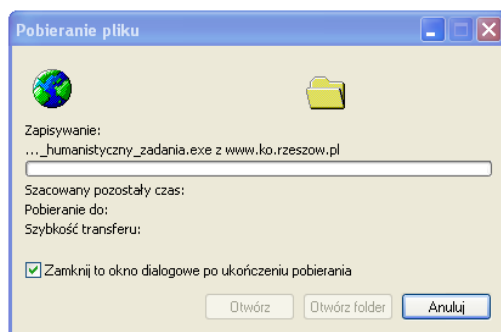 Pobieranie pliku
Zapisywanie:
..._humanistyczny_zadania.exe z www.ko.rzeszow.pl
Szacowany pozostały czas:
Pobieranie do:
Szybkość transferu:
Zamknij to okno dialogowe po ukończeniu pobierania
Otwórz Otwórz folder Anuluj